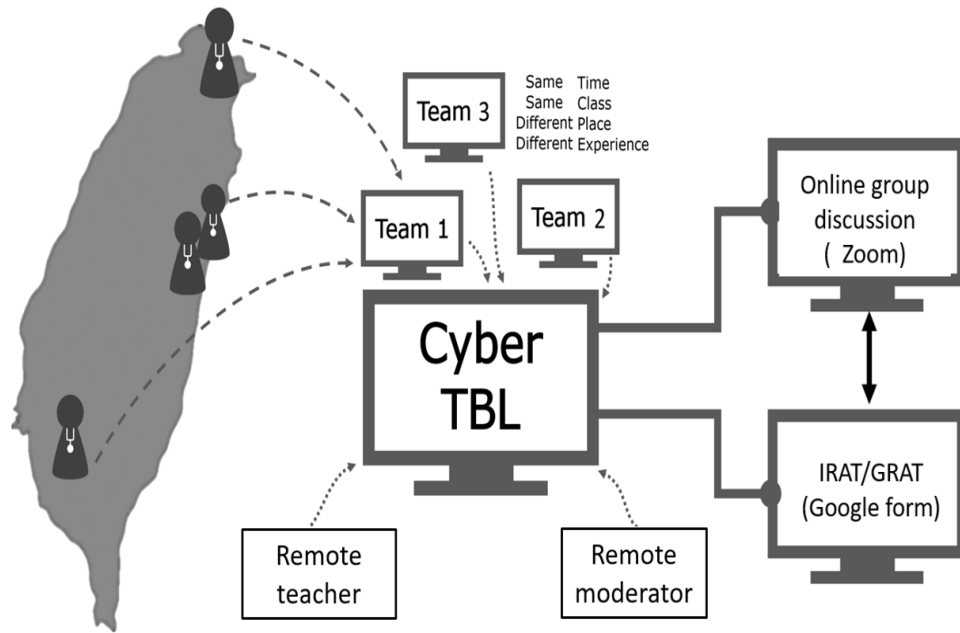 Team 3
Same Time
Same Class
Different Place
Different Experience
Team 1
Team 2
Cyber
TBL
Online group
discussion
( Zoom)
IRAT/GRAT
(Google form)
Remote
teacher
Remote
moderator